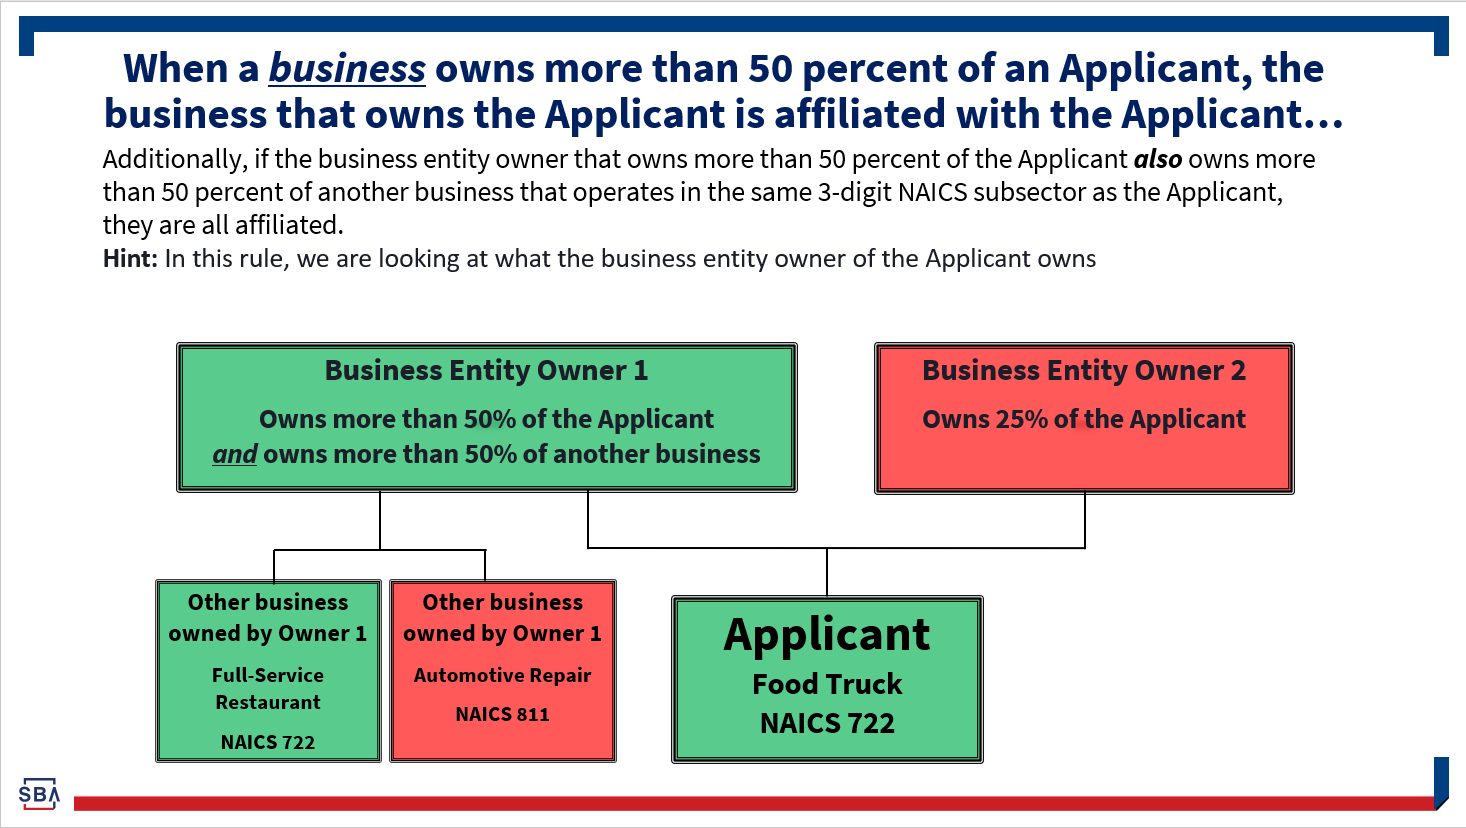 When a business owns more than 50 percent of an Applicant, the
business that owns the Applicant is affiliated with the Applicant…
Additionally, if the business entity owner that owns more than 50 percent of the Applicant also owns more
than 50 percent of another business that operates in the same 3-digit NAICS subsector as the Applicant,
they are all affiliated.
Hint: In this rule, we are looking at what the business entity owner of the Applicant owns
Business Entity Owner 1
Owns more than 50% of the Applicant
and owns more than 50% of another business
Business Entity Owner 2
Owns 25% of the Applicant
Other business
owned by Owner 1
Full-Service
Restaurant
NAICS 722
Other business
owned by Owner 1
Automotive Repair
NAICS 811
Applicant
Food Truck
NAICS 722
SBA